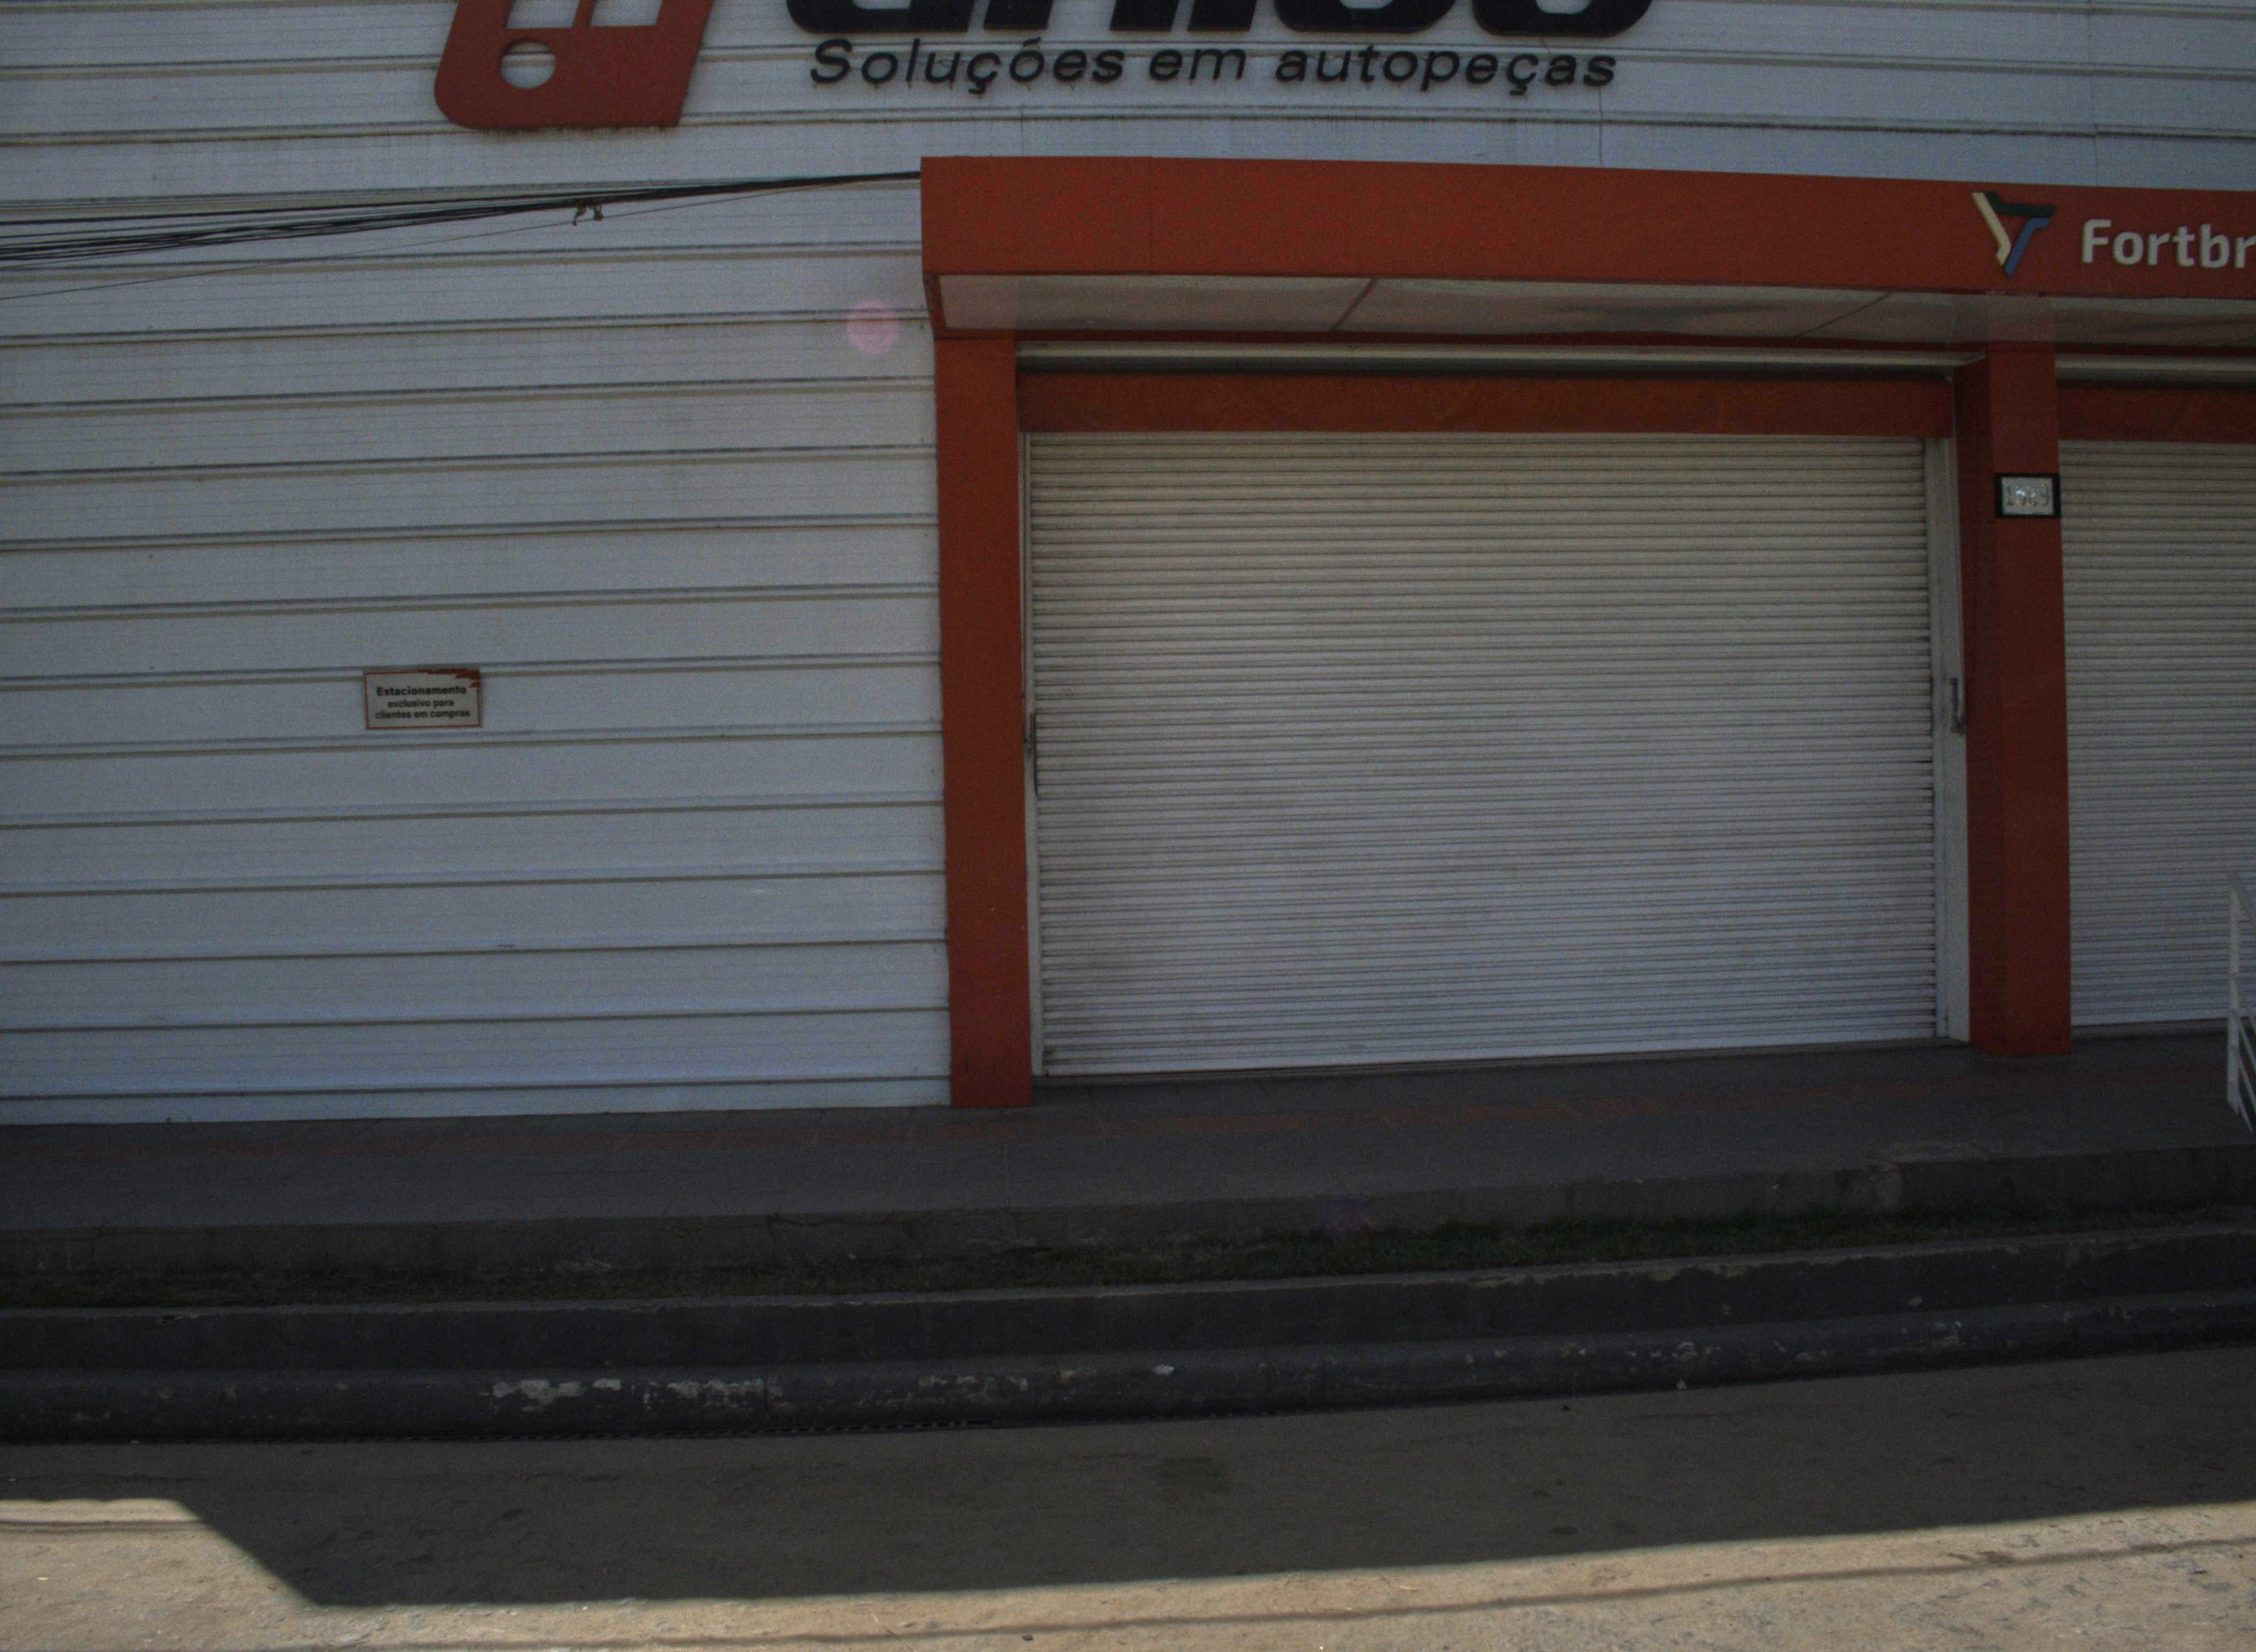 Soluções em autopeças
Fortbr
Estacionamento
exclusivo para
clientes em compras